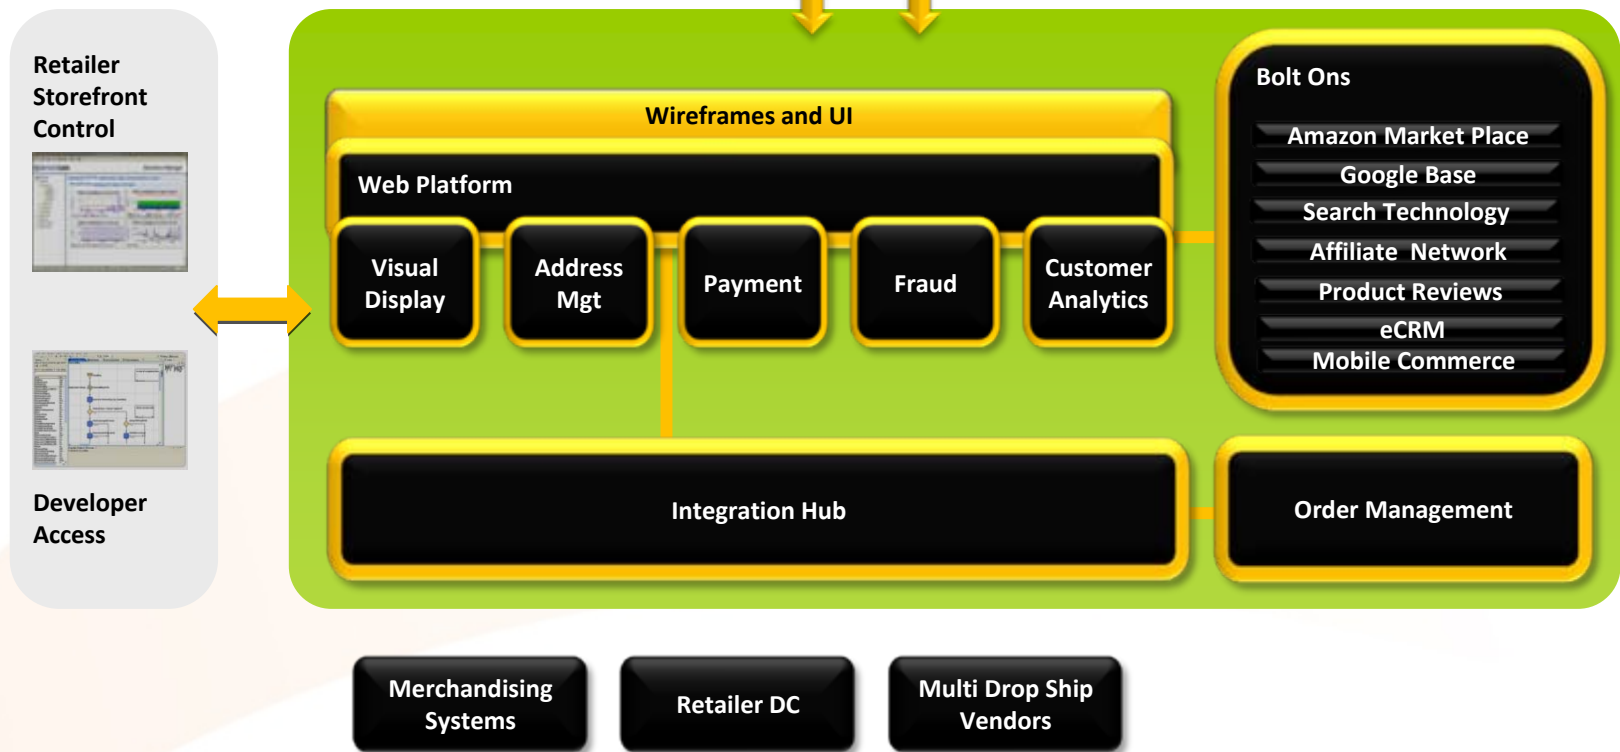 Retailer
Storefront
Control
Developer
Access
Wireframes and UI
Web Platform
Visual
Display
Address
Mgt
Payment
Fraud
Customer
Analytics
Bolt Ons
Amazon Market Place
Google Base
Search Technology
Affiliate Network
Product Reviews
eCRM
Mobile Commerce
Integration Hub
Order Management
Merchandising
Systems
Retailer DC
Multi Drop Ship
Vendors